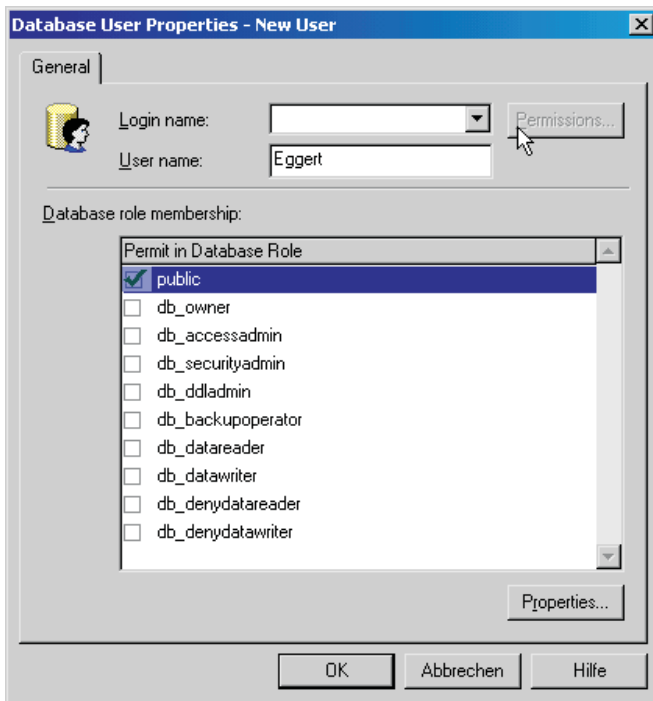 Database User Properties - New User
General
Login name:
Permissions...
User name:
Eggert
Database role membership:
Permit in Database Role
public
db_owner
db_accessadmin
db_securityadmin
db_ddladmin
db_backupoperator
db_datareader
db_datawriter
db_denydatareader
db_denydatawriter
Properties...
OK
Abbrechen
Hilfe